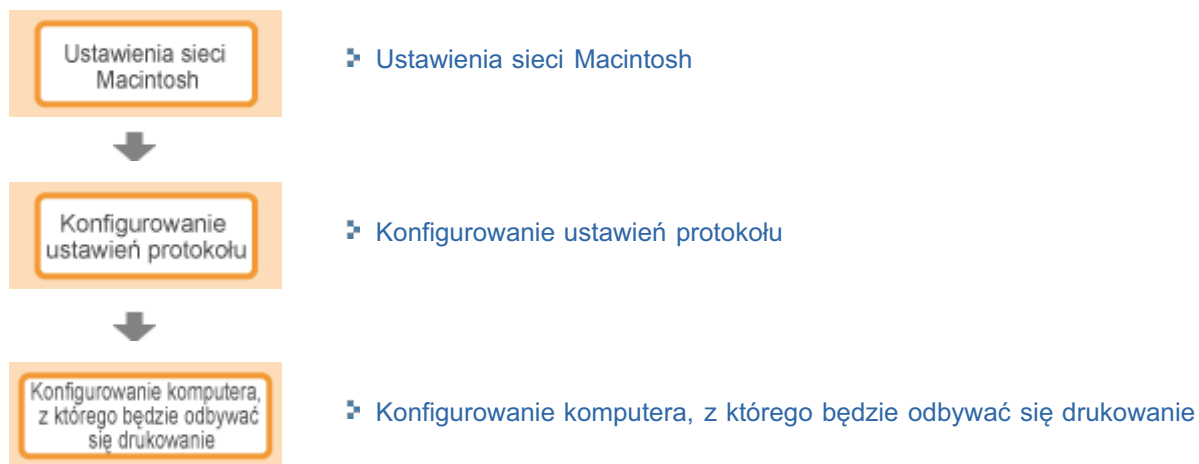 Ustawienia sieci
Macintosh
Ustawienia sieci Macintosh
Konfigurowanie
ustawień protokołu
Konfigurowanie ustawień protokołu
Konfigurowanie komputera,
z którego będzie odbywać
się drukowanie
Konfigurowanie komputera, z którego będzie odbywać się drukowanie